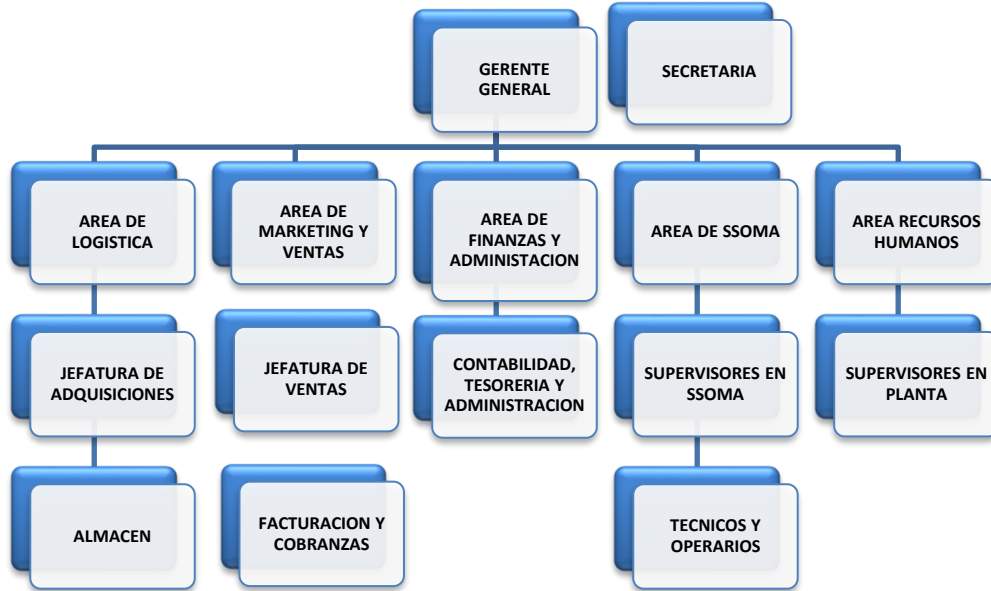 GERENTE
GENERAL
SECRETARIA
AREA DE
LOGISTICA
AREA DE
MARKETING Y
VENTAS
AREA DE
FINANZAS Y
ADMINISTACION
AREA DE SSOMA
AREA RECURSOS
HUMANOS
JEFATURA DE
ADQUISICIONES
JEFATURA DE
VENTAS
CONTABILIDAD,
TESORERIA Y
ADMINISTRACION
SUPERVISORES EN
SSOMA
SUPERVISORES EN
PLANTA
ALMACEN
FACTURACION Y
COBRANZAS
TECNICOS Y
OPERARIOS